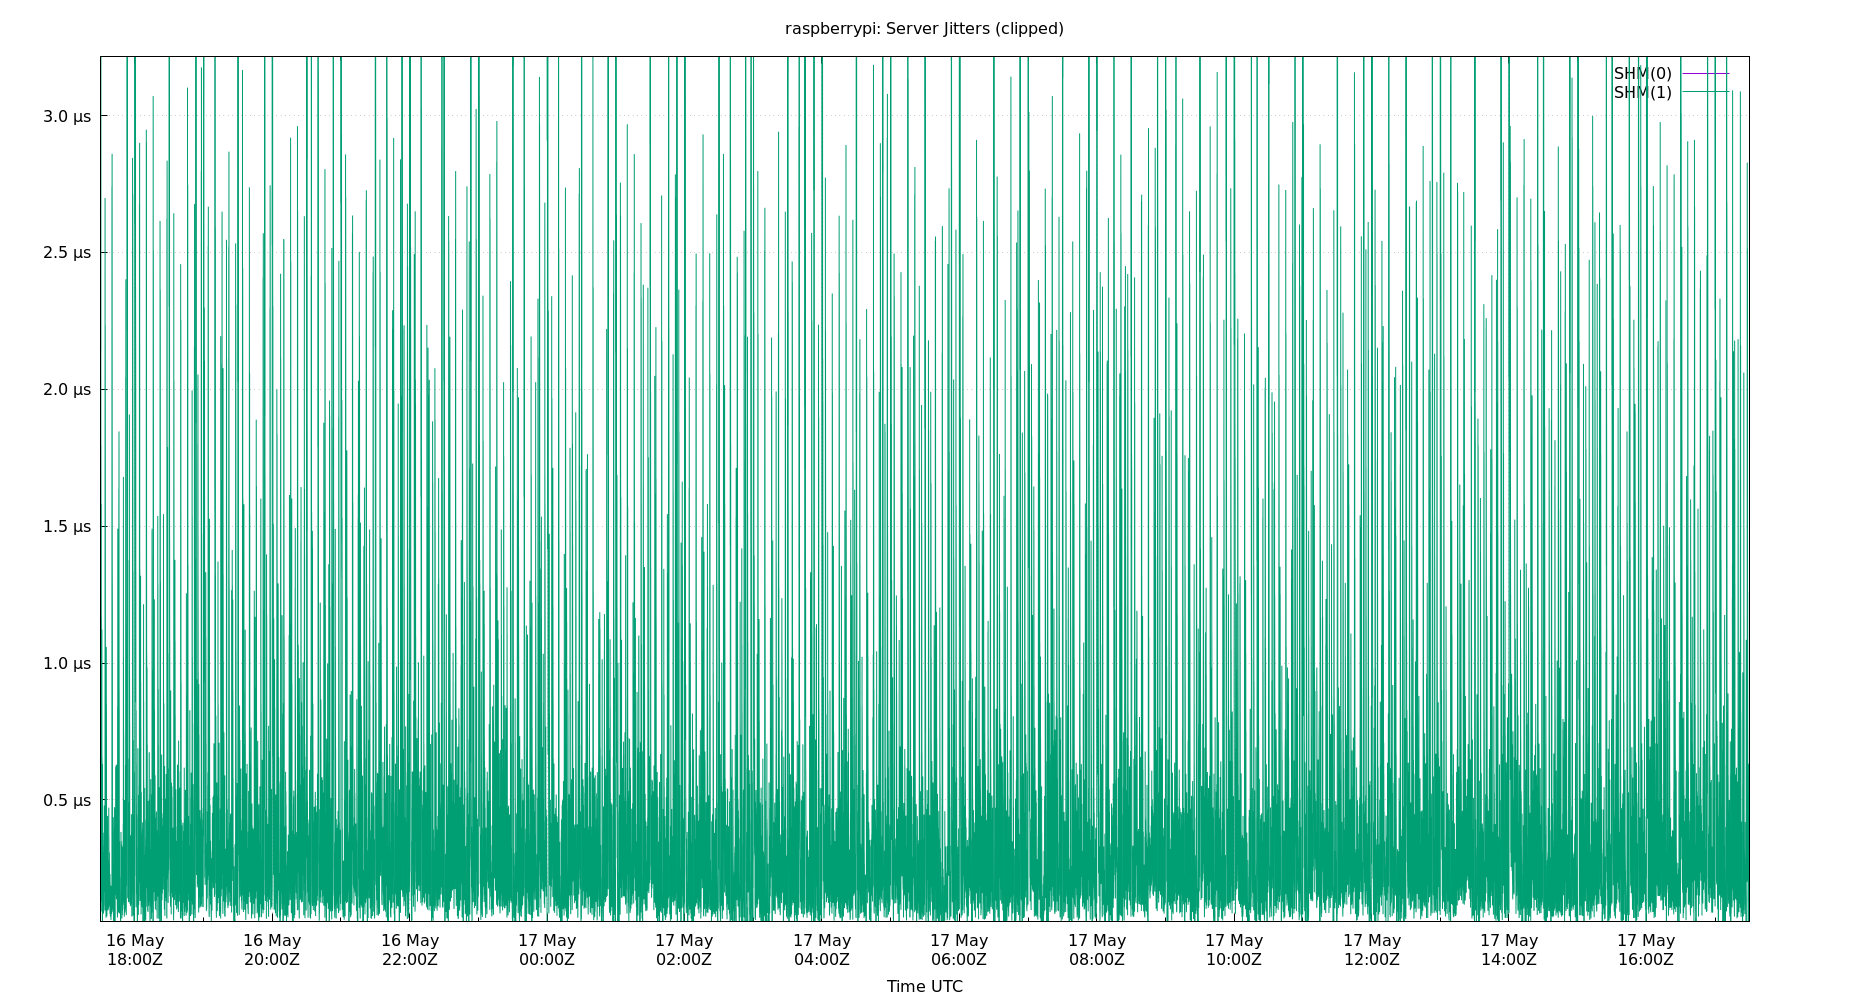 raspberrypi: Server Jitters (clipped)
SHM(0)
SHM(1)
3.0 µs
2.5 µs
2.0 µs
1.5 µs
1.0 µs
0.5 µs
16 May 16 May 16 May 17 May 17 May 17 May 17 May 17 May 17 May 17 May 17 May 17 May
18:00Z 20:00Z 22:00Z 00:00Z 02:00Z 04:00Z 06:00Z 08:00Z 10:00Z 12:00Z 14:00Z 16:00Z
Time UTC